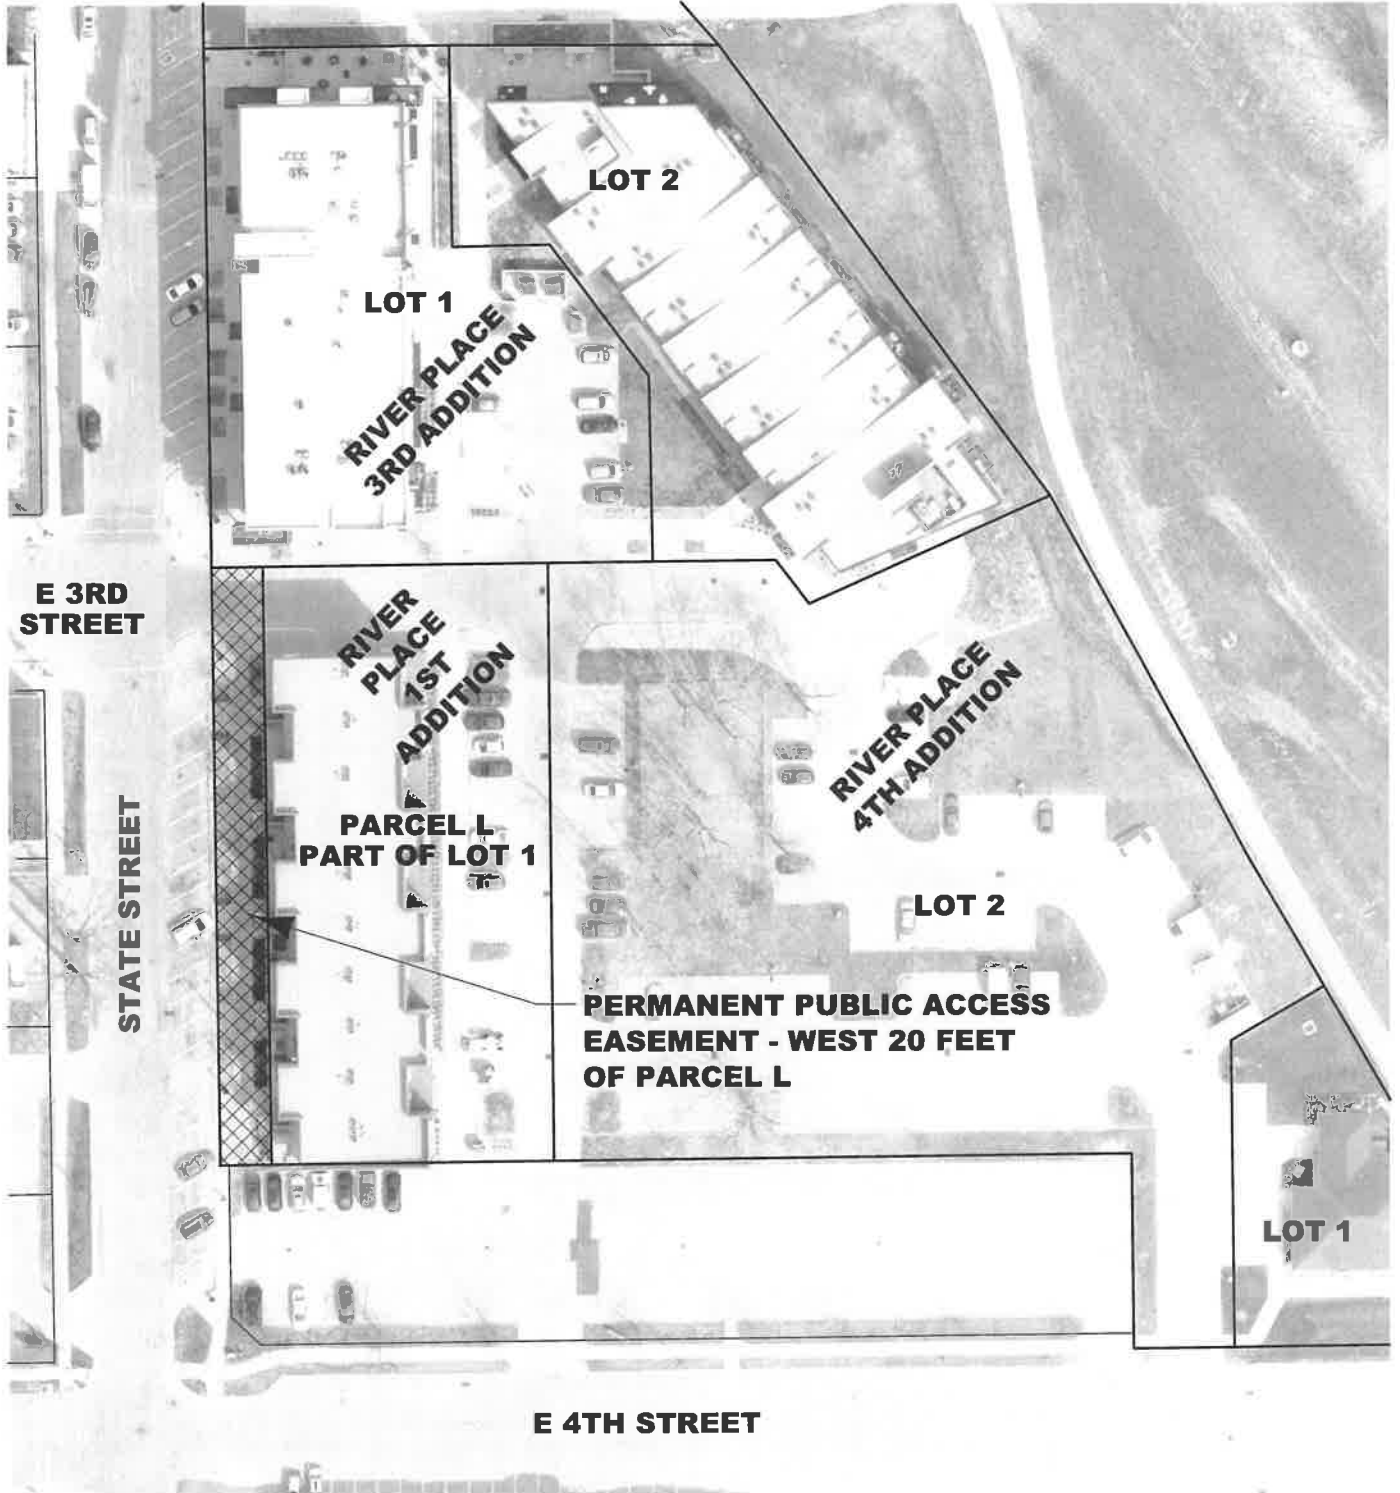 LOT 2
LOT 1
RIVER PLACE
3RD ADDITION
E 3RD
STREET
RIVER
PLACE
1ST
ADDITION
RIVER PLACE
4TH ADDITION
STATE STREET
PARCEL L
PART OF LOT 1
LOT 2
PERMANENT PUBLIC ACCESS
EASEMENT - WEST 20 FEET
OF PARCEL L
LOT 1
E 4TH STREET